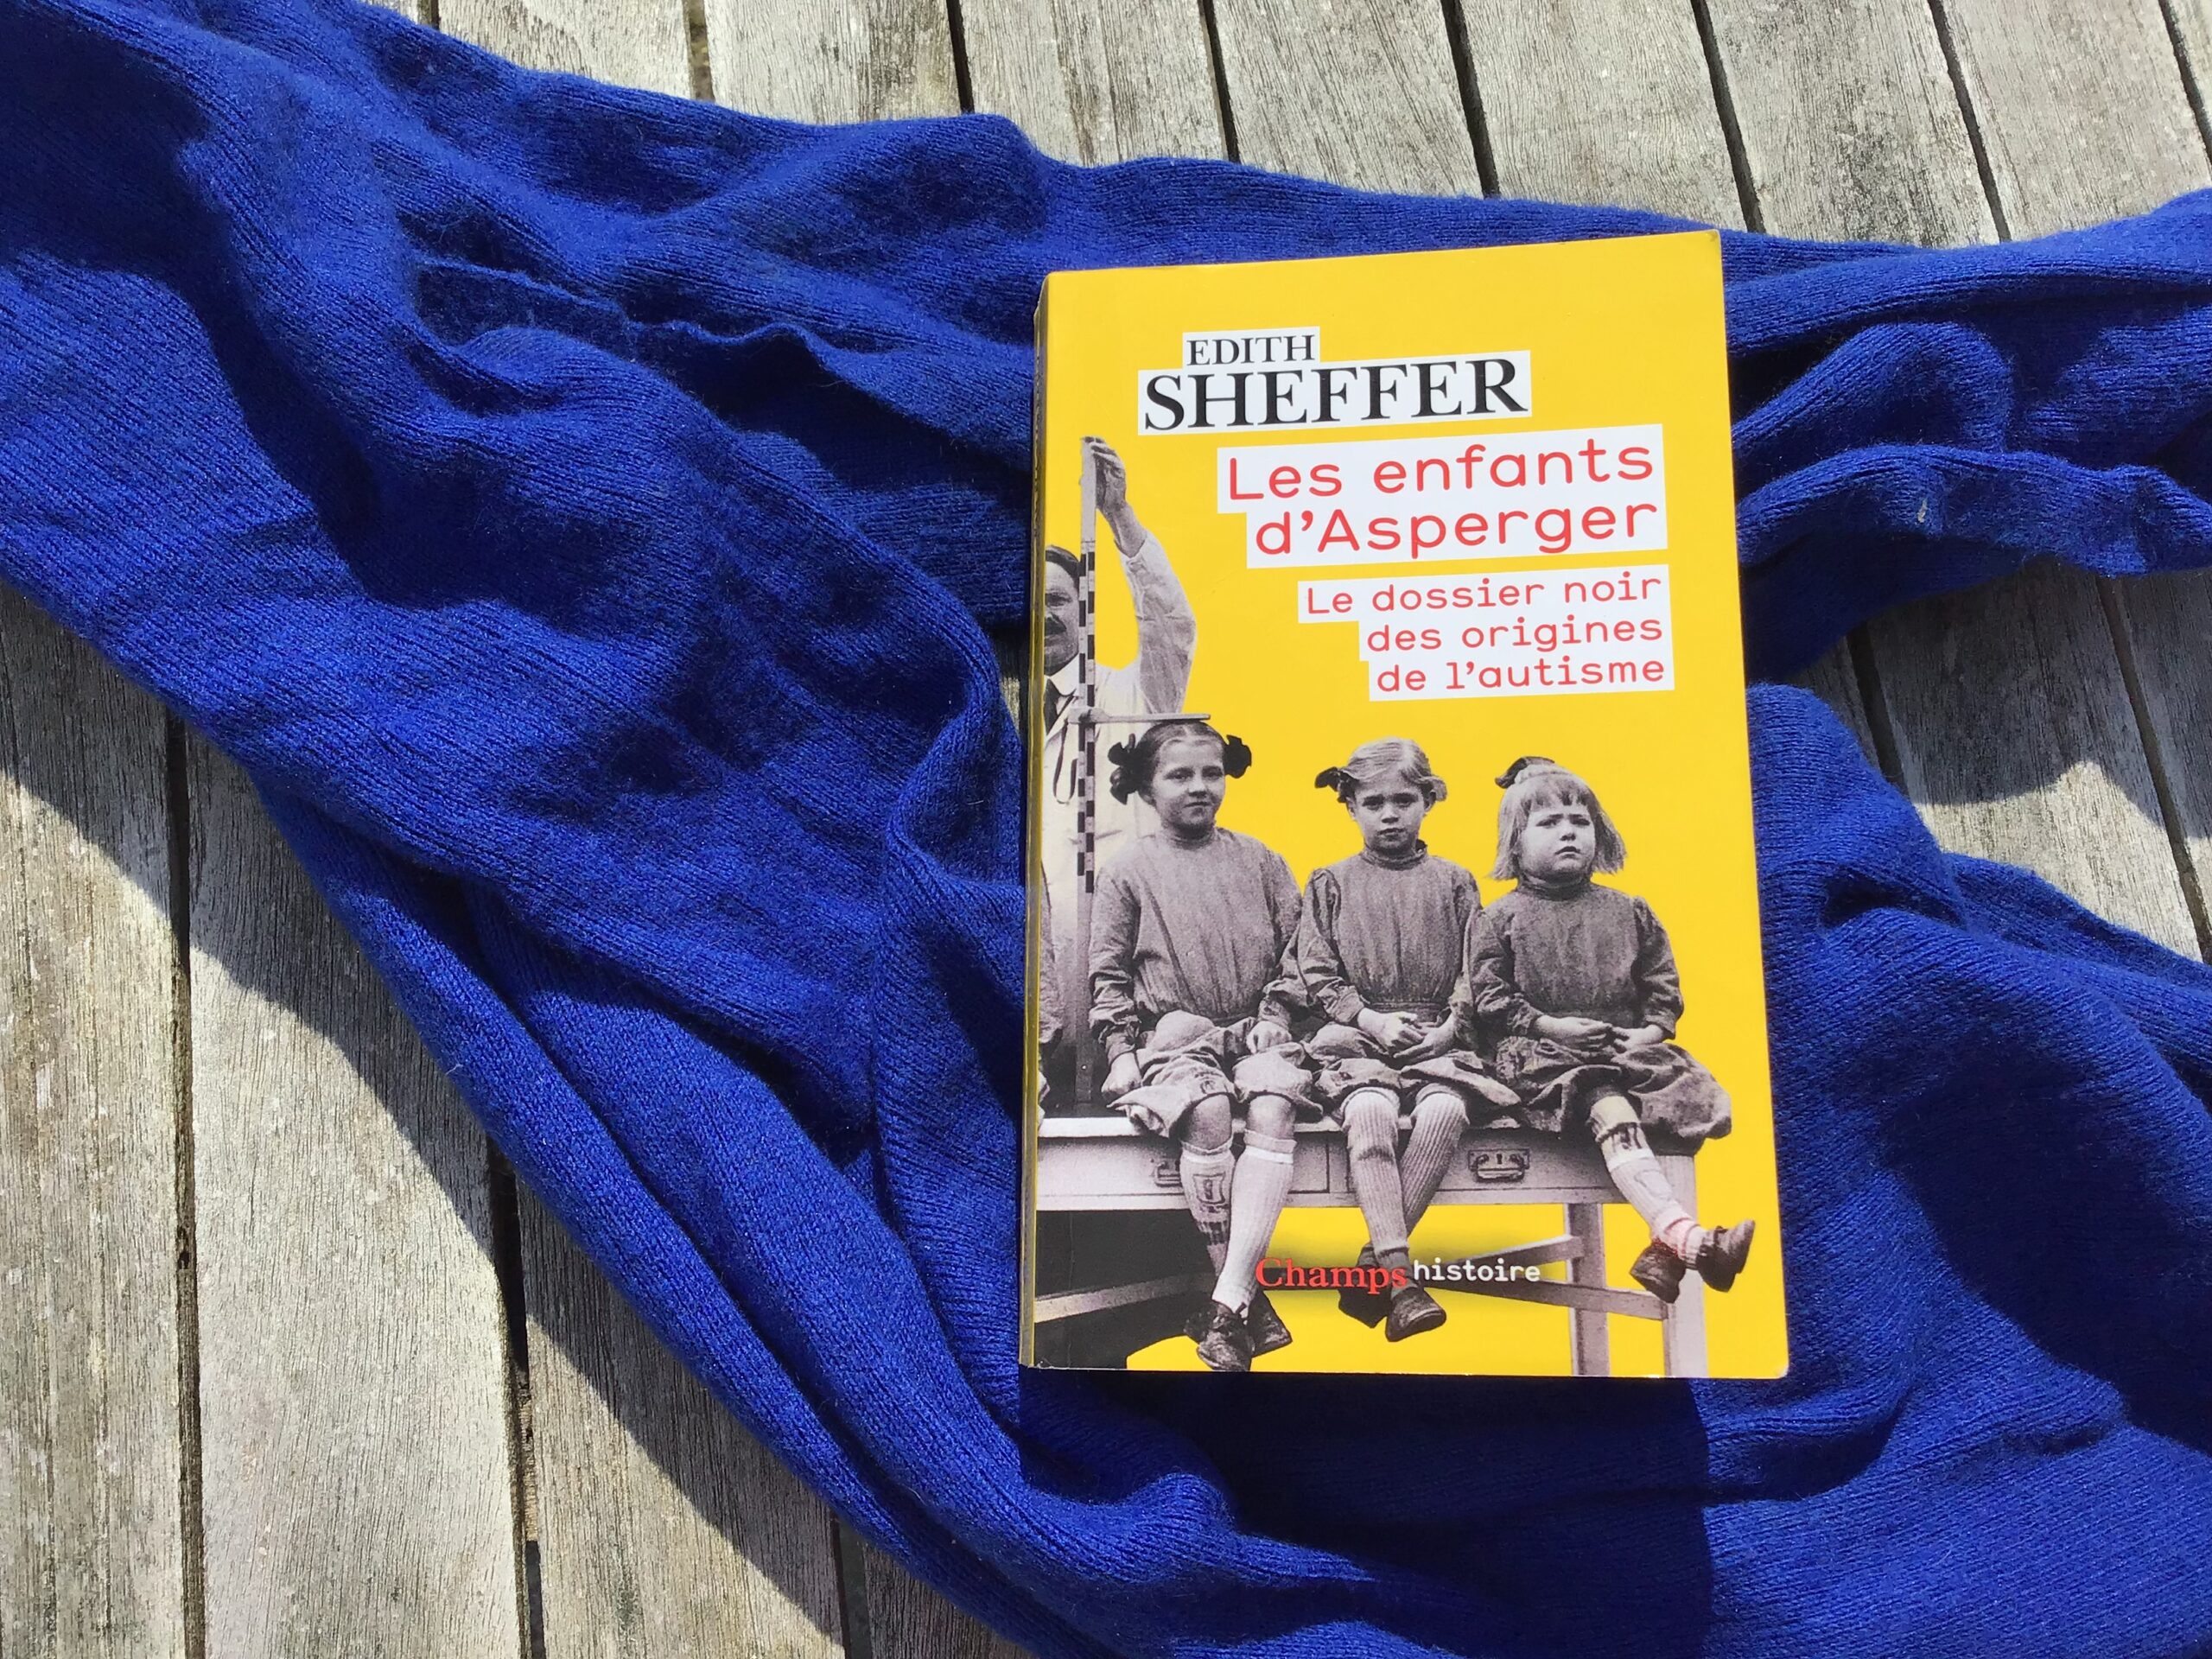 EDITH
SHEFFER
Les enfants
d'Asperger
Le dossier noir
des origines
de l'autisme
Champs histoire